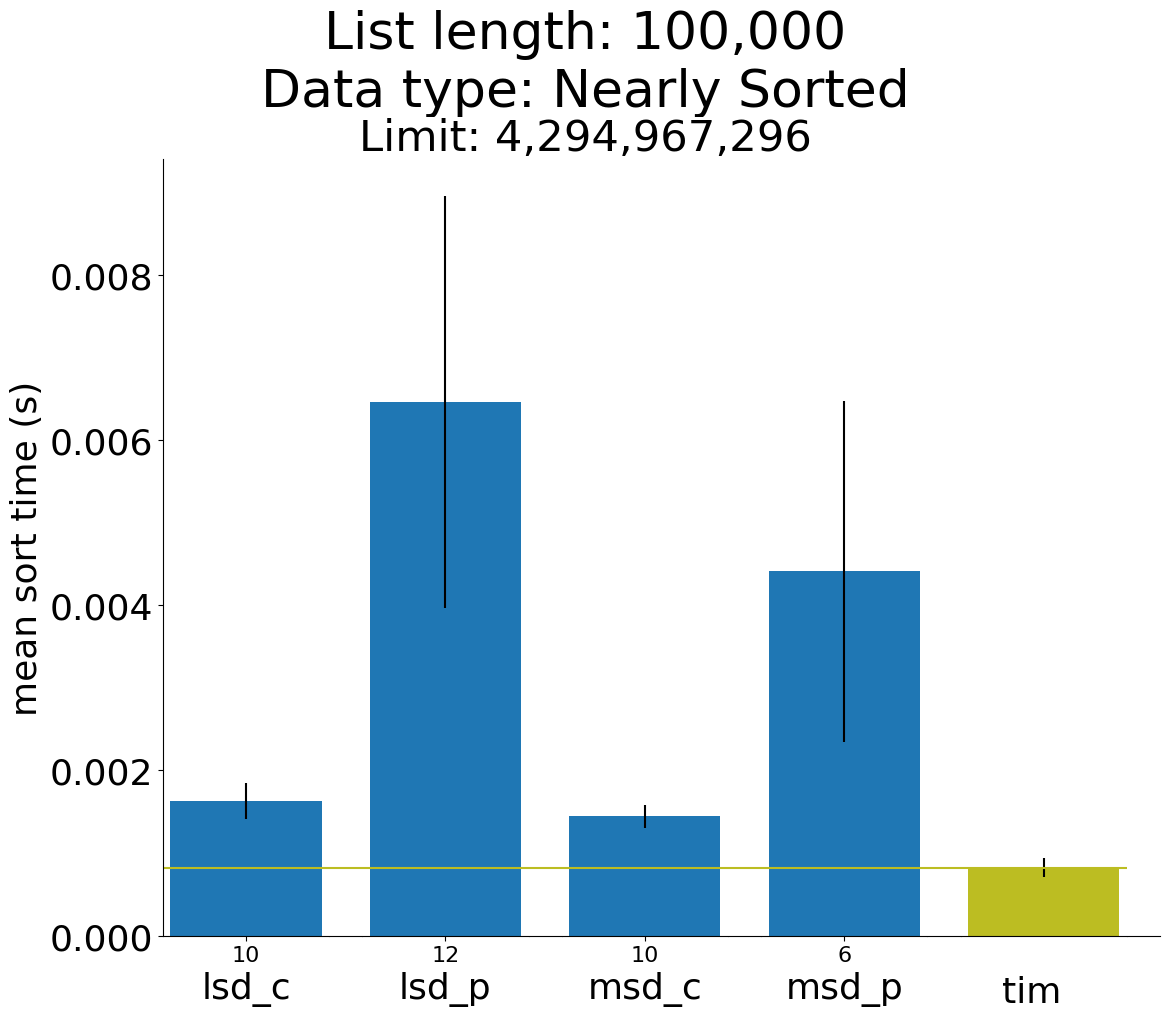 List length: 100,000
Data type: Nearly Sorted
Limit: 4,294,967,296
mean sort time (s)
0.008
0.006
0.004
0.002
0.000
10
12
10
6
lsd_c
lsd_p
msd_c
msd_p
tim